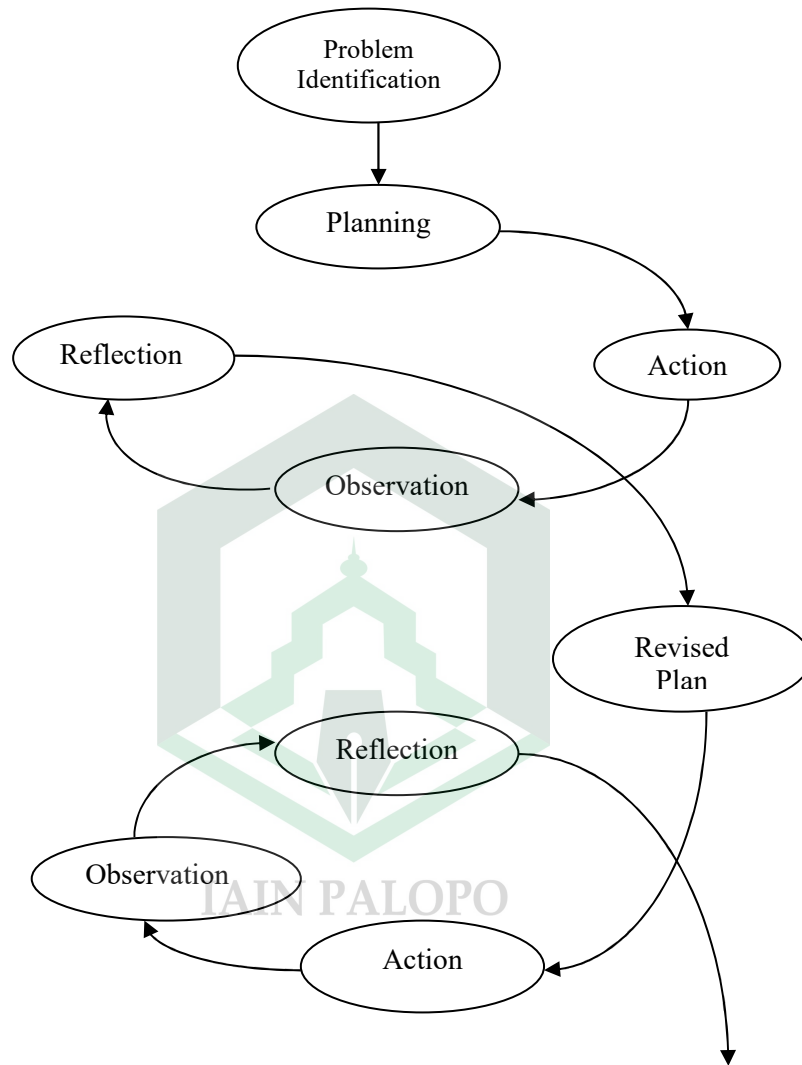 Problem
Identification
Planning
Reflection
Action
Observation
Revised
Plan
Reflection
Observation
IAIN PALOPO
Action